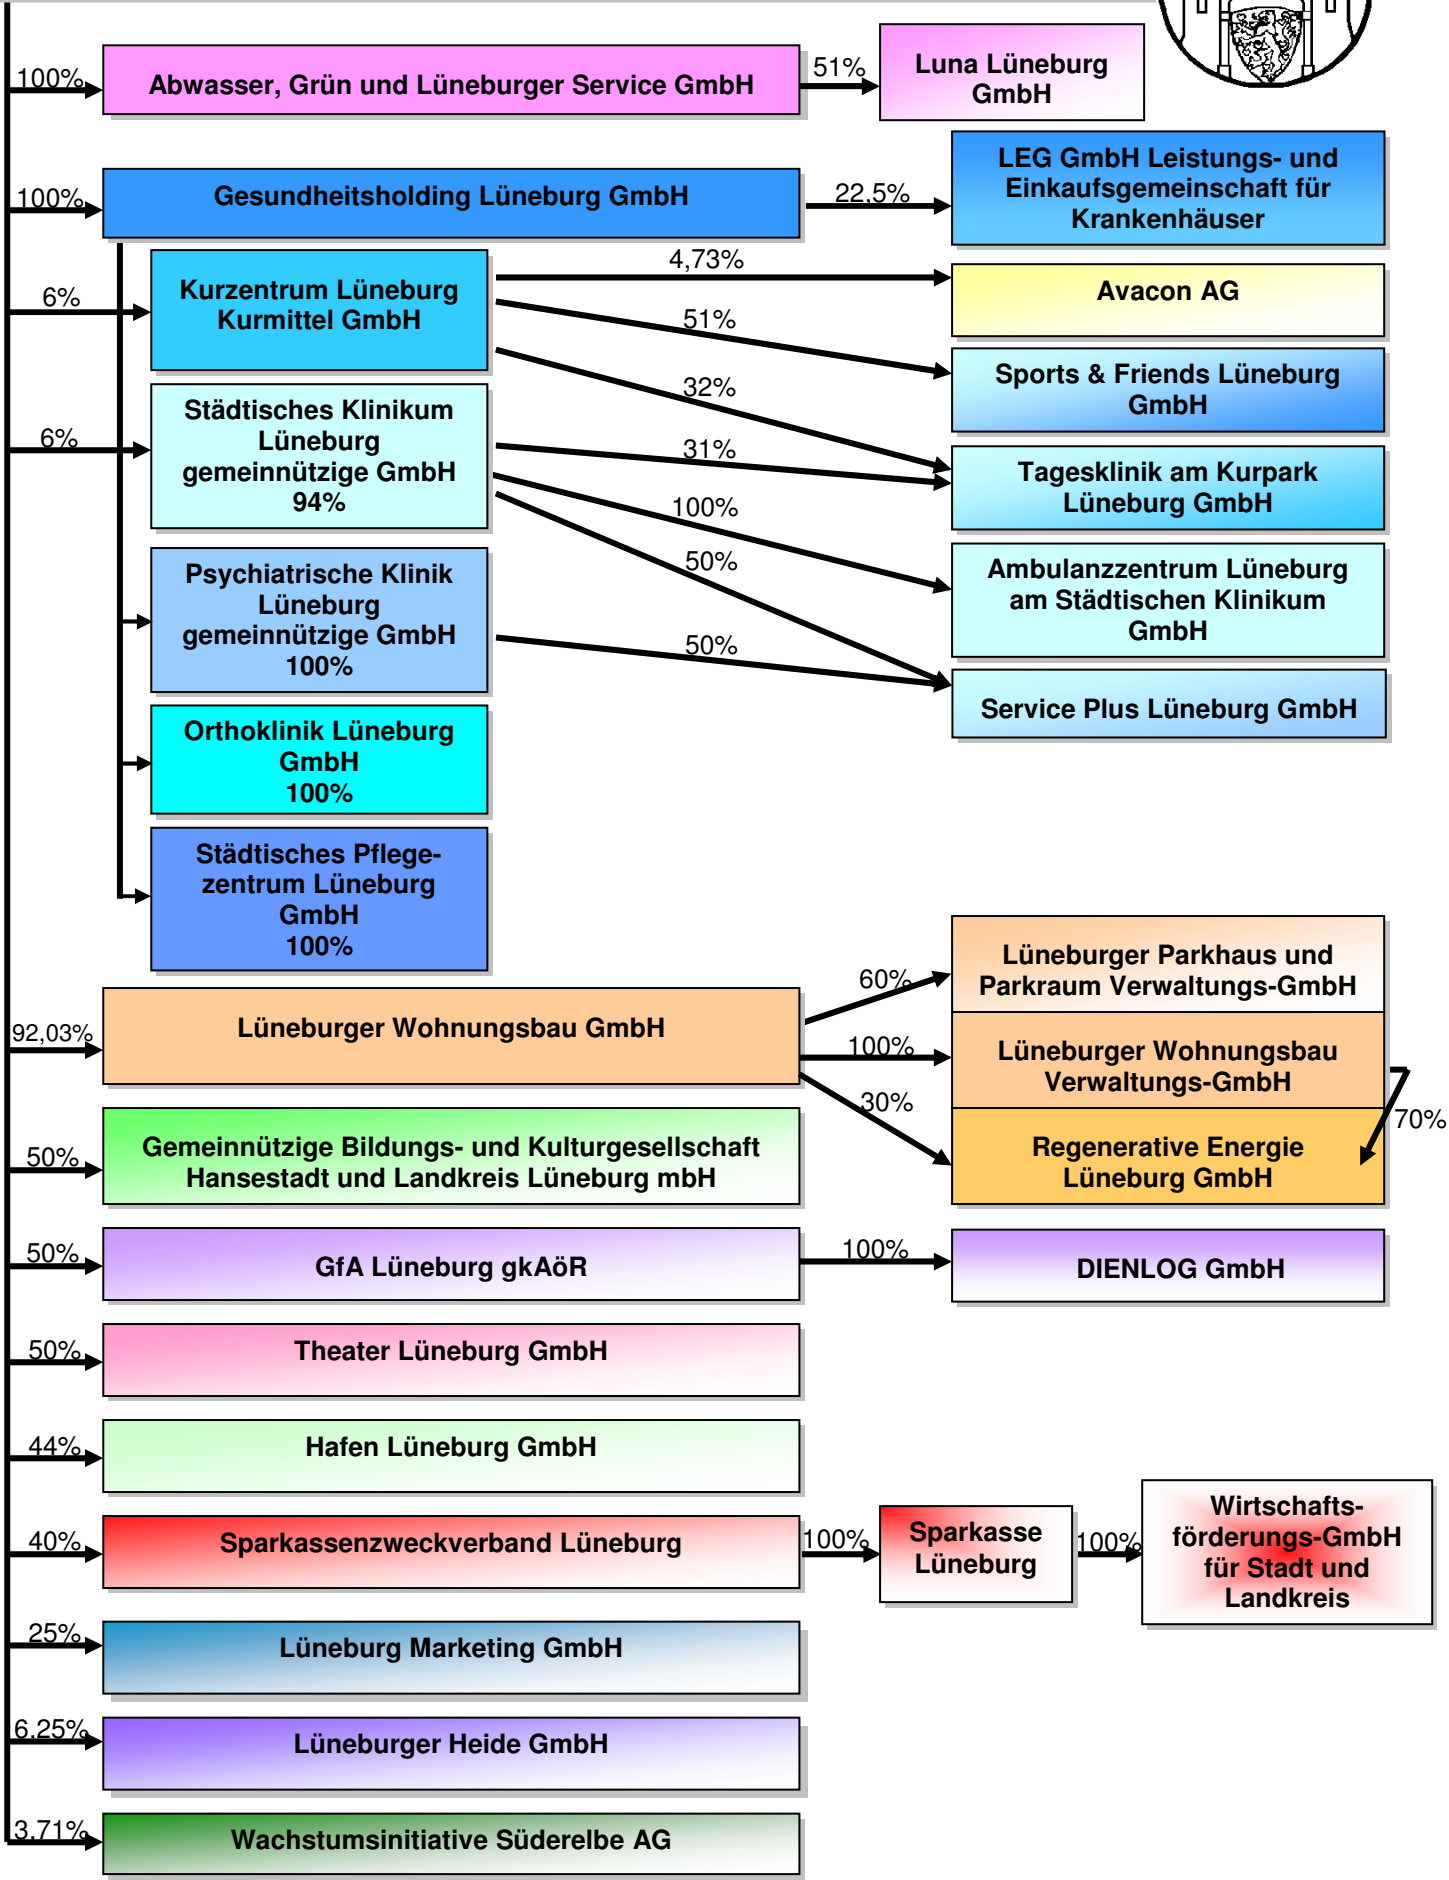 100%
Abwasser, Grün und Lüneburger Service GmbH
51%
Luna Lüneburg
GmbH
100%
Gesundheitsholding Lüneburg GmbH
22,5%
LEG GmbH Leistungs- und
Einkaufsgemeinschaft für
Krankenhäuser
6%
Kurzentrum Lüneburg
Kurmittel GmbH
4,73%
Avacon AG
51%
Sports & Friends Lüneburg
GmbH
32%
6%
Städtisches Klinikum
Lüneburg
gemeinnützige GmbH
94%
31%
Tagesklinik am Kurpark
Lüneburg GmbH
100%
Ambulanzzentrum Lüneburg
am Städtischen Klinikum
GmbH
50%
Psychiatrische Klinik
Lüneburg
gemeinnützige GmbH
100%
50%
Service Plus Lüneburg GmbH
Orthoklinik Lüneburg
GmbH
100%
Städtisches Pflege-
zentrum Lüneburg
GmbH
100%
92,03%
Lüneburger Wohnungsbau GmbH
60%
Lüneburger Parkhaus und
Parkraum Verwaltungs-GmbH
100%
Lüneburger Wohnungsbau
Verwaltungs-GmbH
30%
70%
Regenerative Energie
Lüneburg GmbH
50%
Gemeinnützige Bildungs- und Kulturgesellschaft
Hansestadt und Landkreis Lüneburg mbH
50%
GfA Lüneburg gkAöR
100%
DIENLOG GmbH
50%
Theater Lüneburg GmbH
44%
Hafen Lüneburg GmbH
40%
Sparkassenzweckverband Lüneburg
100%
Sparkasse
Lüneburg
100%
Wirtschafts-
förderungs-GmbH
für Stadt und
Landkreis
25%
Lüneburg Marketing GmbH
6,25%
Lüneburger Heide GmbH
3,71%
Wachstumsinitiative Süderelbe AG